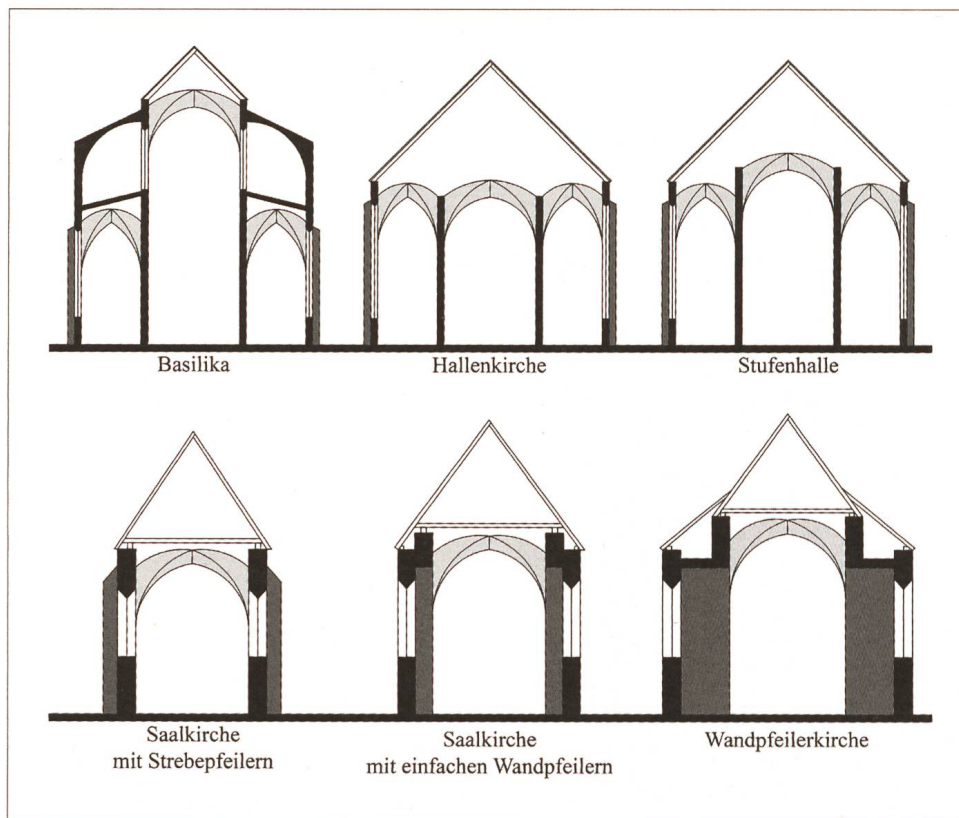 Basilika
Hallenkirche
Stufenhalle
Saalkirche
mit Strebepfeilern
Saalkirche
mit einfachen Wandpfeilern
Wandpfeilerkirche